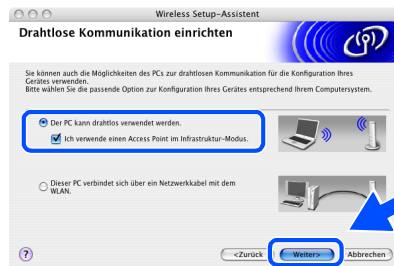 Wireless Setup-Assistent
Drahtlose Kommunikation einrichten
Sie können auch die Möglichkeiten des PCs zur drahtlosen Kommunikation für die Konfiguration Ihres
Gerätes verwenden.
Bitte wählen Sie die passende Option zur Konfiguration Ihres Gerätes entsprechend Ihrem Computersystem.
Der PC kann drahtlos verwendet werden.
Ich verwende einen Access Point im Infrastruktur-Modus.
Dieser PC verbindet sich über ein Netzwerkkabel mit dem
WLAN.
? <Zurück Weiter> Abbrechen